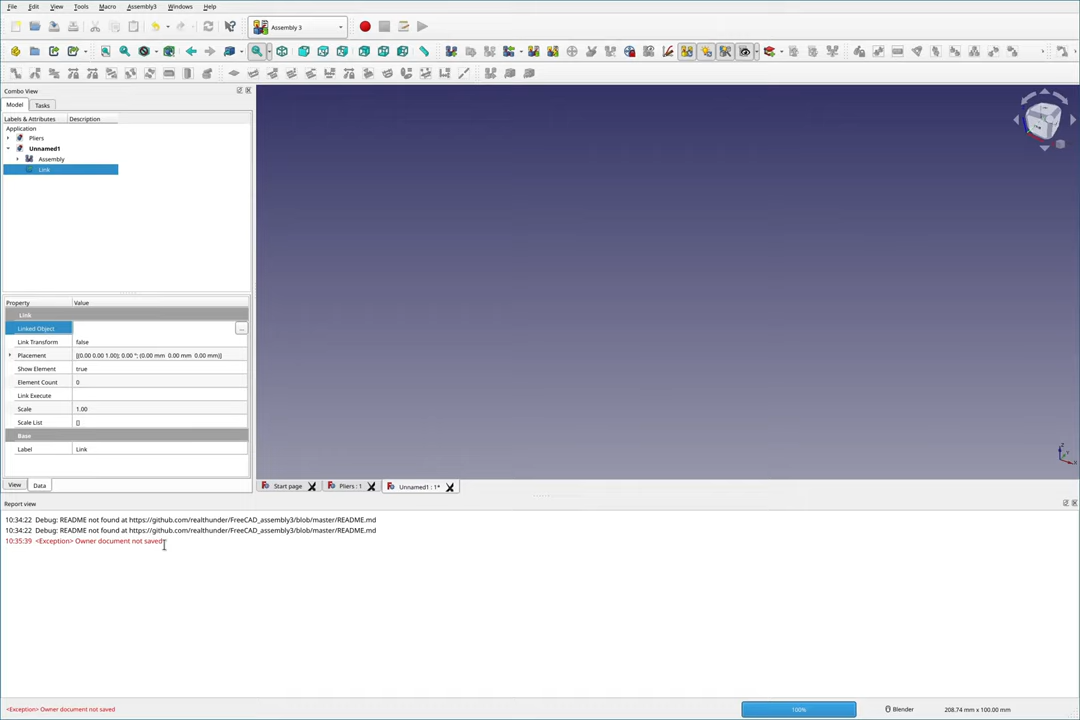 File Edit View Tools Macro Assembly3 Windows Help
Assembly 3
Combo View
Model Tasks
Labels & Attributes Description
Application
Pliers
Unnamed1
Assembly
Link
Property Value
Link
Linked Object ...
Link Transform false
Placement [(0.00 0.00 1.00); 0.00 °; (0.00 mm 0.00 mm 0.00 mm)]
Show Element true
Element Count 0
Link Execute
Scale 1.00
Scale List []
Base
Label Link
View Data
Start page Pliers : 1 Unnamed1 : 1*
Report view
10:34:22 Debug: README not found at https://github.com/realthunder/FreeCAD_assembly3/blob/master/README.md
10:34:22 Debug: README not found at https://github.com/realthunder/FreeCAD_assembly3/blob/master/README.md
10:35:39 <Exception> Owner document not saved
<Exception> Owner document not saved 100% Blender 208.74 mm x 100.00 mm